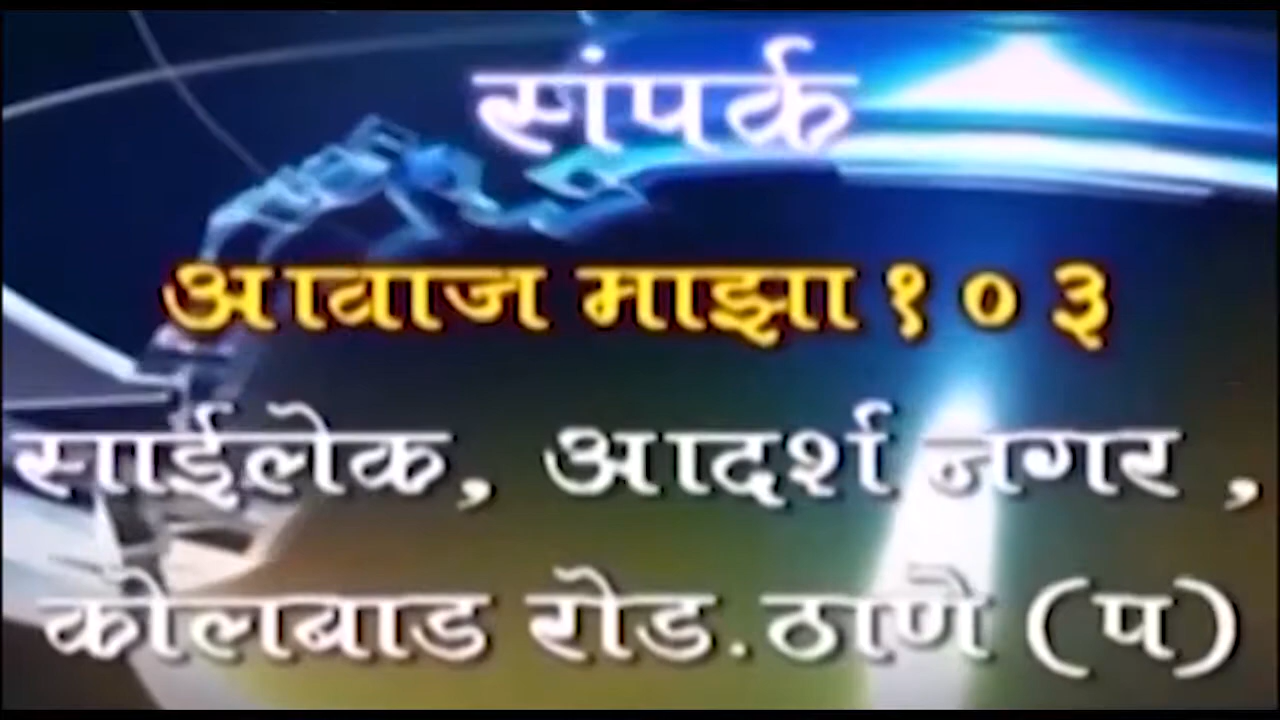 संपर्क
आवाज माझा १०३
साईलेक, आदर्श नगर ,
कोलबाड रोड.ठाणे (प)